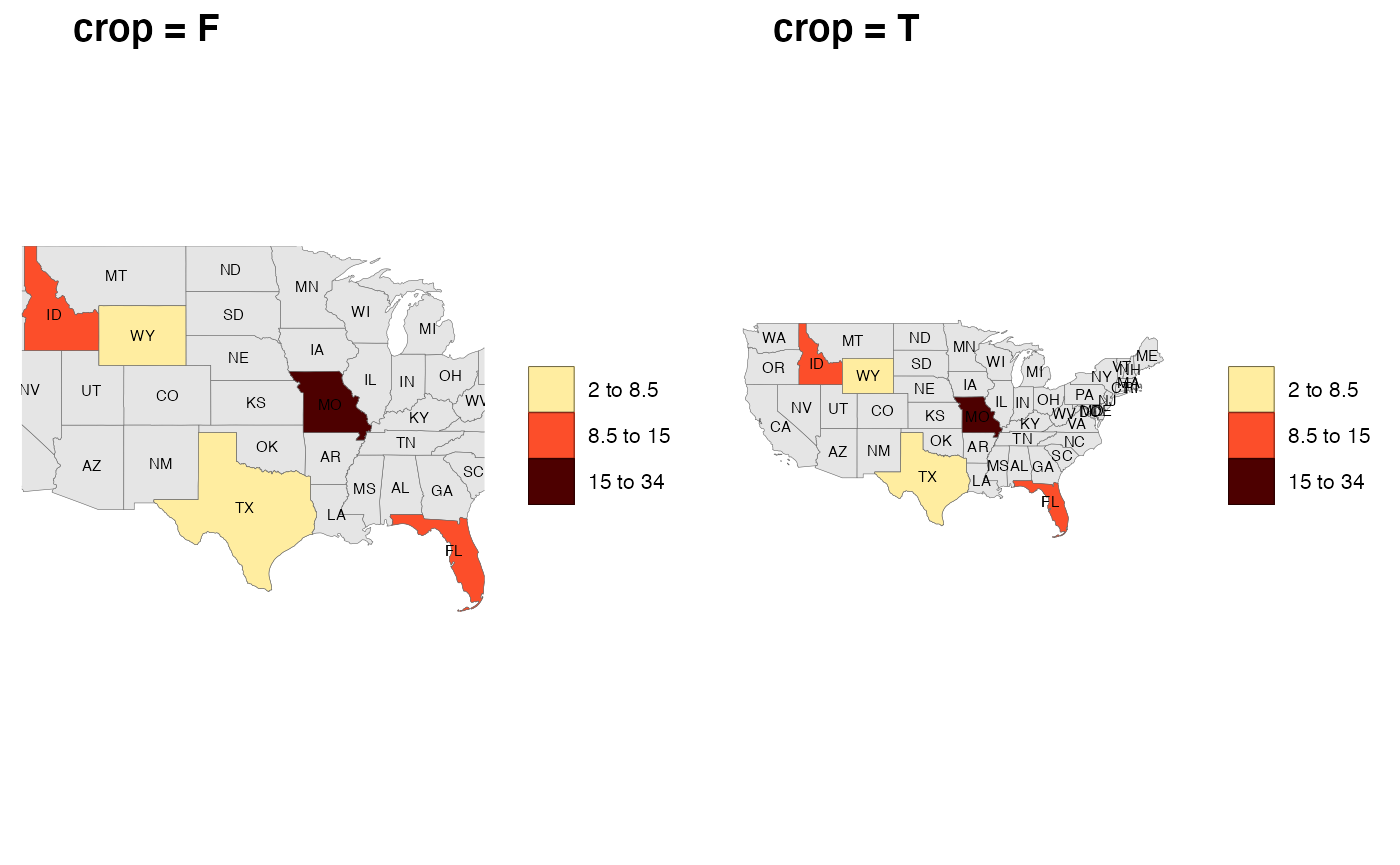 crop = F
crop = T
MT
ND
MN
ID
SD
WI
WY
MI
NE
IA
NV
UT
CO
KS
MO
IL
IN
OH
WV
KY
AZ
NM
OK
AR
TN
SC
TX
MS
AL
GA
LA
FL
2 to 8.5
8.5 to 15
15 to 34
WA
MT
ND
MN
ME
OR
ID
WY
SD
WI
MI
NY
VT
NH
MA
NV
UT
CO
NE
IA
IL
IN
OH
PA
NJ
CA
KS
MO
KY
WV
VA
DE
AZ
NM
OK
AR
TN
NC
SC
TX
LA
MS
AL
GA
FL
2 to 8.5
8.5 to 15
15 to 34